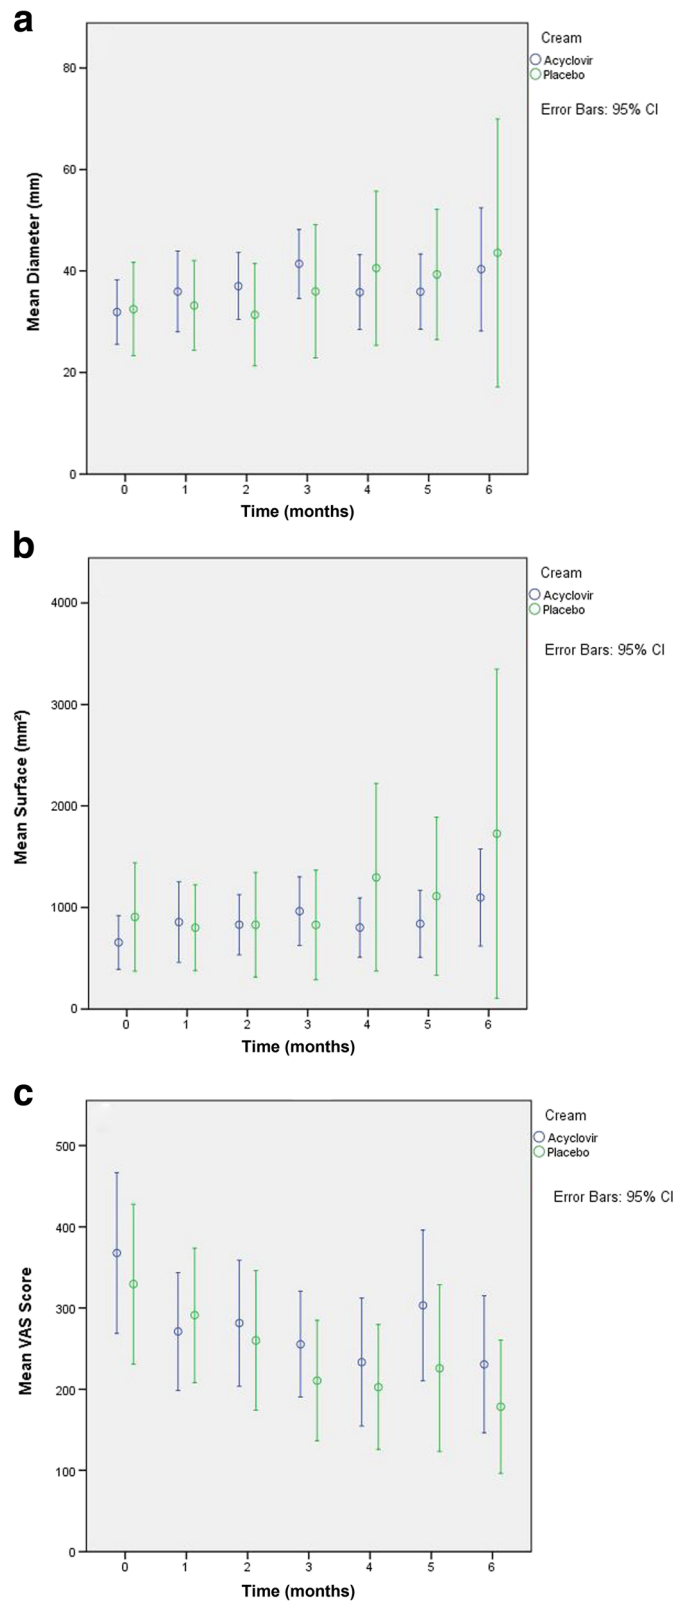 a
Cream
Acyclovir
Placebo
Error Bars: 95% CI
80
60
40
20
0
Mean Diameter (mm)
0 1 2 3 4 5 6
Time (months)
b
Cream
Acyclovir
Placebo
Error Bars: 95% CI
4000
3000
2000
1000
0
Mean Surface (mm²)
0 1 2 3 4 5 6
Time (months)
c
Cream
Acyclovir
Placebo
Error Bars: 95% CI
500
400
300
200
100
0
Mean VAS Score
0 1 2 3 4 5 6
Time (months)